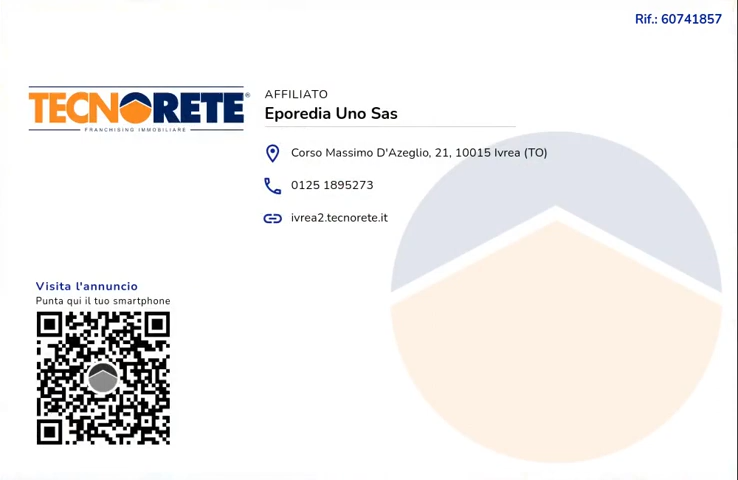 Rif.: 60741857
TECNORETE®
FRANCHISING IMMOBILIARE
AFFILIATO
Eporedia Uno Sas
Corso Massimo D'Azeglio, 21, 10015 Ivrea (TO)
0125 1895273
ivrea2.tecnorete.it
Visita l'annuncio
Punta qui il tuo smartphone